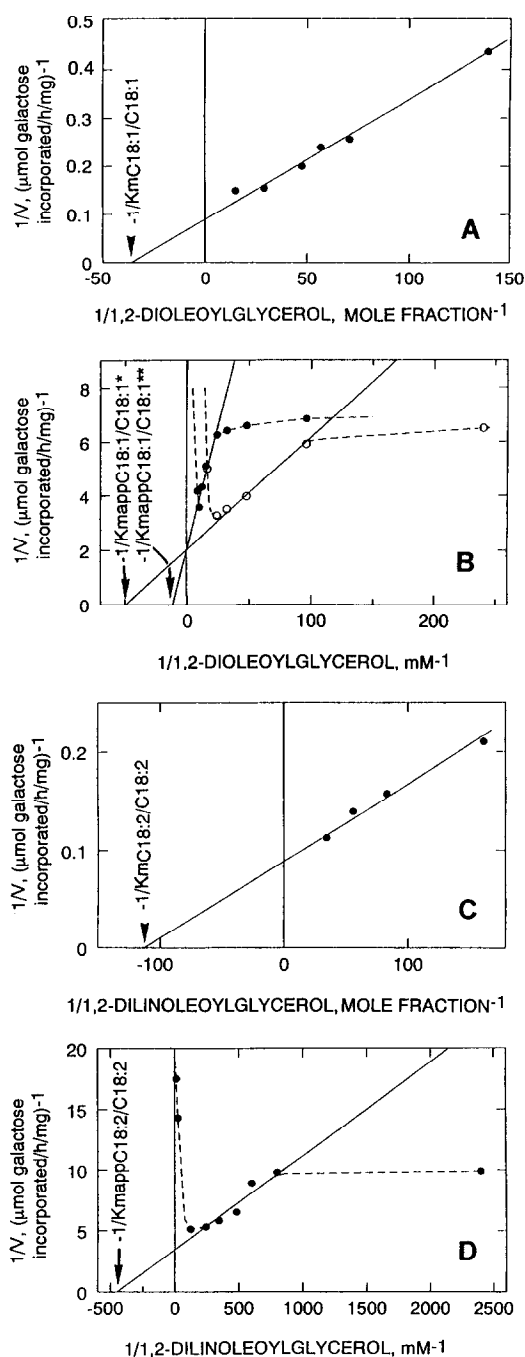 0.5
0.4
0.3
0.2
0.1
0
1/V, (μmol galactose
incorporated/h/mg)-1
-1/KmC18:1/C18:1
A
-50 0 50 100 150
1/1,2-DIOLEOYLGLYCEROL, MOLE FRACTION-1
8
6
4
2
0
1/V, (μmol galactose
incorporated/h/mg)-1
-1/KmappC18:1/C18:1*
-1/KmappC18:1/C18:1**
B
0 100 200
1/1,2-DIOLEOYLGLYCEROL, mM-1
0.2
0.1
0
1/V, (μmol galactose
incorporated/h/mg)-1
-1/KmC18:2/C18:2
C
-100 0 100
1/1,2-DILINOLEOYLGLYCEROL, MOLE FRACTION-1
20
15
10
5
0
1/V, (μmol galactose
incorporated/h/mg)-1
-1/KmappC18:2/C18:2
D
-500 0 500 1000 1500 2000 2500
1/1,2-DILINOLEOYLGLYCEROL, mM-1